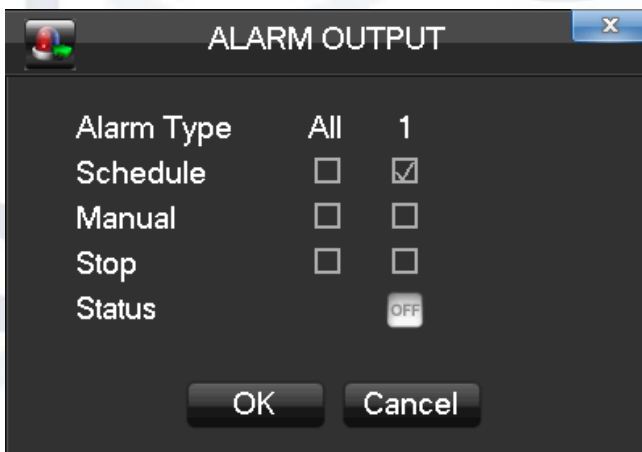 ALARM OUTPUT
x
Alarm Type All 1
Schedule
Manual
Stop
Status OFF
OK Cancel